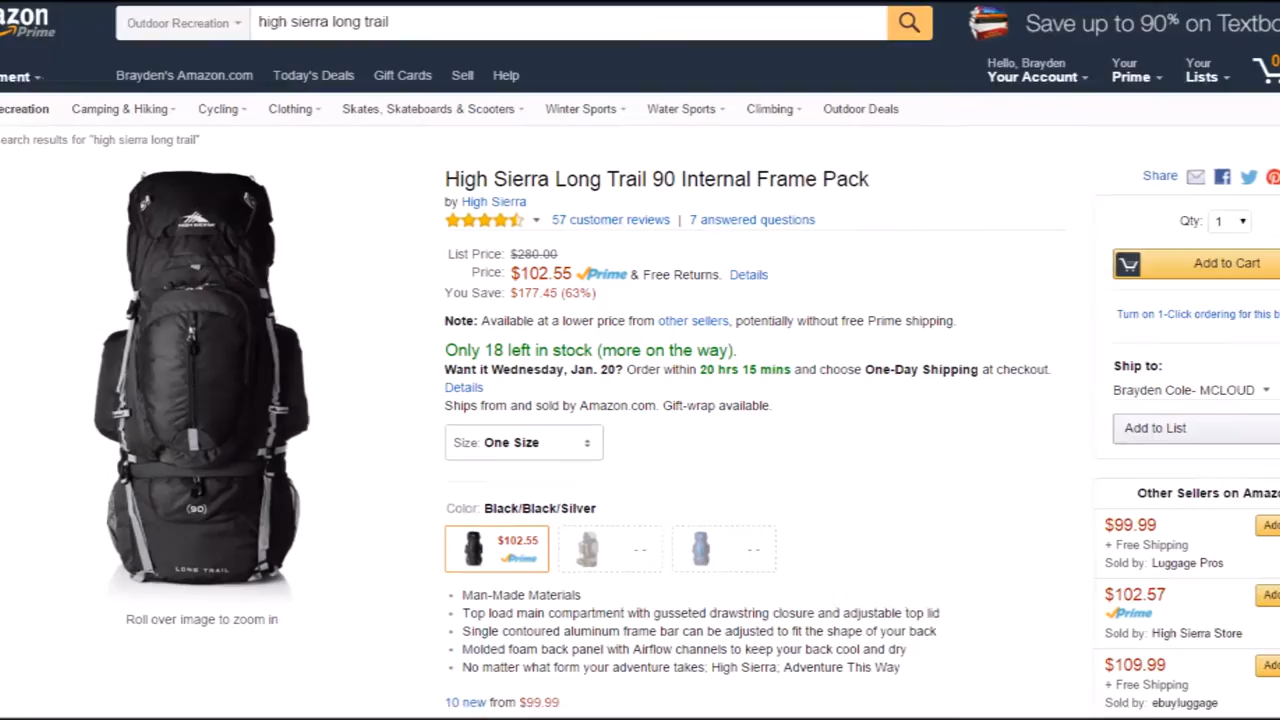 azon
Prime
Outdoor Recreation
high sierra long trail
Save up to 90% on Textbo
ment
Brayden's Amazon.com
Today's Deals
Gift Cards
Sell
Help
Hello, Brayden
Your Account
Your
Prime
Your
Lists
0
ecreation
Camping & Hiking
Cycling
Clothing
Skates, Skateboards & Scooters
Winter Sports
Water Sports
Climbing
Outdoor Deals
earch results for "high sierra long trail"
HIGH SIERRA
(90)
LONG TRAIL
Roll over image to zoom in
High Sierra Long Trail 90 Internal Frame Pack
by High Sierra
57 customer reviews | 7 answered questions
List Price: $280.00
Price: $102.55 Prime & Free Returns. Details
You Save: $177.45 (63%)
Note: Available at a lower price from other sellers, potentially without free Prime shipping.
Only 18 left in stock (more on the way).
Want it Wednesday, Jan. 20? Order within 20 hrs 15 mins and choose One-Day Shipping at checkout.
Details
Ships from and sold by Amazon.com. Gift-wrap available.
Size: One Size
Color: Black/Black/Silver
$102.55
Prime
- -
- -
• Man-Made Materials
• Top load main compartment with gusseted drawstring closure and adjustable top lid
• Single contoured aluminum frame bar can be adjusted to fit the shape of your back
• Molded foam back panel with Airflow channels to keep your back cool and dry
• No matter what form your adventure takes; High Sierra; Adventure This Way
10 new from $99.99
Share
Qty: 1
Add to Cart
Turn on 1-Click ordering for this b
Ship to:
Brayden Cole- MCLOUD
Add to List
Other Sellers on Amazo
$99.99
Add
+ Free Shipping
Sold by: Luggage Pros
$102.57
Add
Prime
Sold by: High Sierra Store
$109.99
Add
+ Free Shipping
Sold by: ebuyluggage